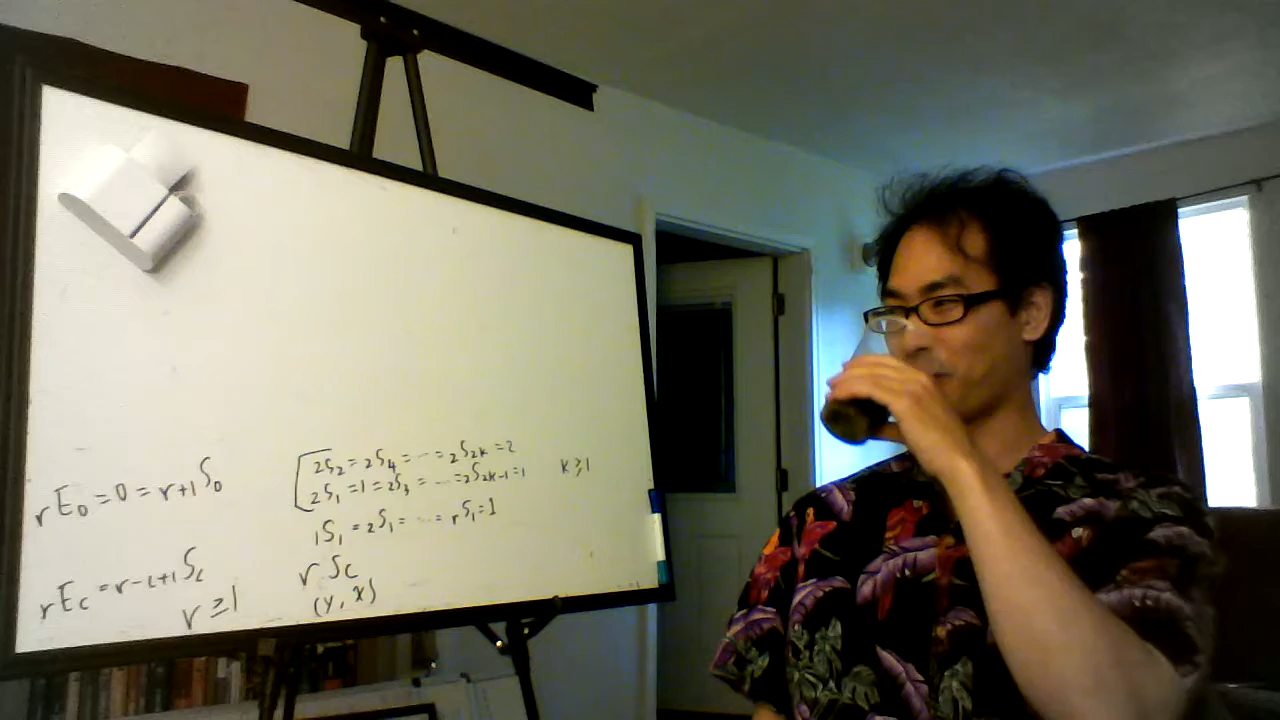 rE₀ = 0 = r+1S₀
rEc = r-c+1Sc
r ≥ 1
2S₂ = 2S₄ = ... = 2S2k = 2
2S₁ = 1 = 2S₃ = ... = 2S2k-1 = 1
k ≥ 1
1S₁ = 2S₁ = ... = rS₁ = 1
rSc
(y, x)